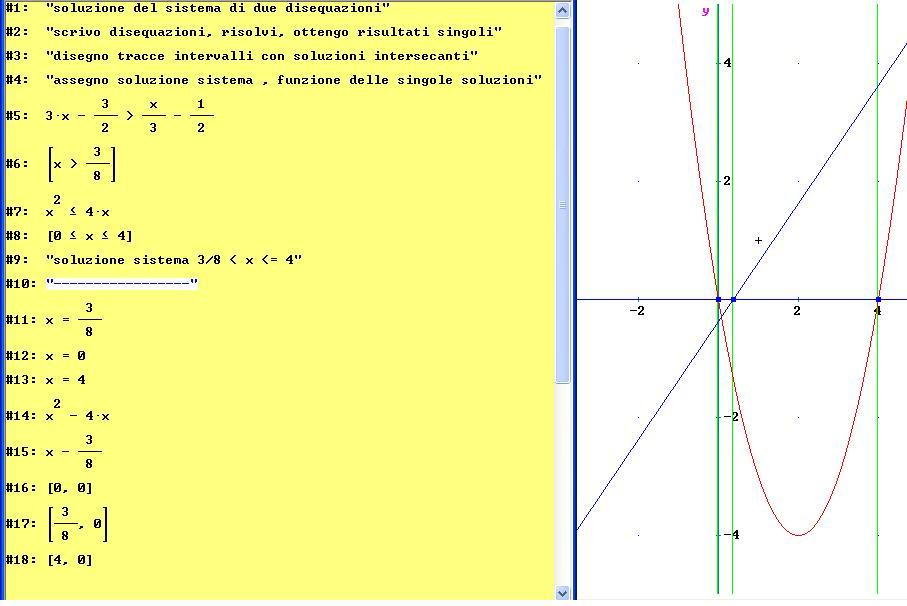 #1: "soluzione del sistema di due disequazioni"
#2: "scrivo disequazioni, risolvi, ottengo risultati singoli"
#3: "disegno tracce intervalli con soluzioni intersecanti"
#4: "assegno soluzione sistema , funzione delle singole soluzioni"
#5: 3·x - 3/2 > x/3 - 1/2
#6: [x > 3/8]
#7: x² ≤ 4·x
#8: [0 ≤ x ≤ 4]
#9: "soluzione sistema 3/8 < x <= 4"
#10: "-----------------"
#11: x = 3/8
#12: x = 0
#13: x = 4
#14: x² - 4·x
#15: x - 3/8
#16: [0, 0]
#17: [3/8, 0]
#18: [4, 0]
y
4
2
-2 2 4
-2
-4